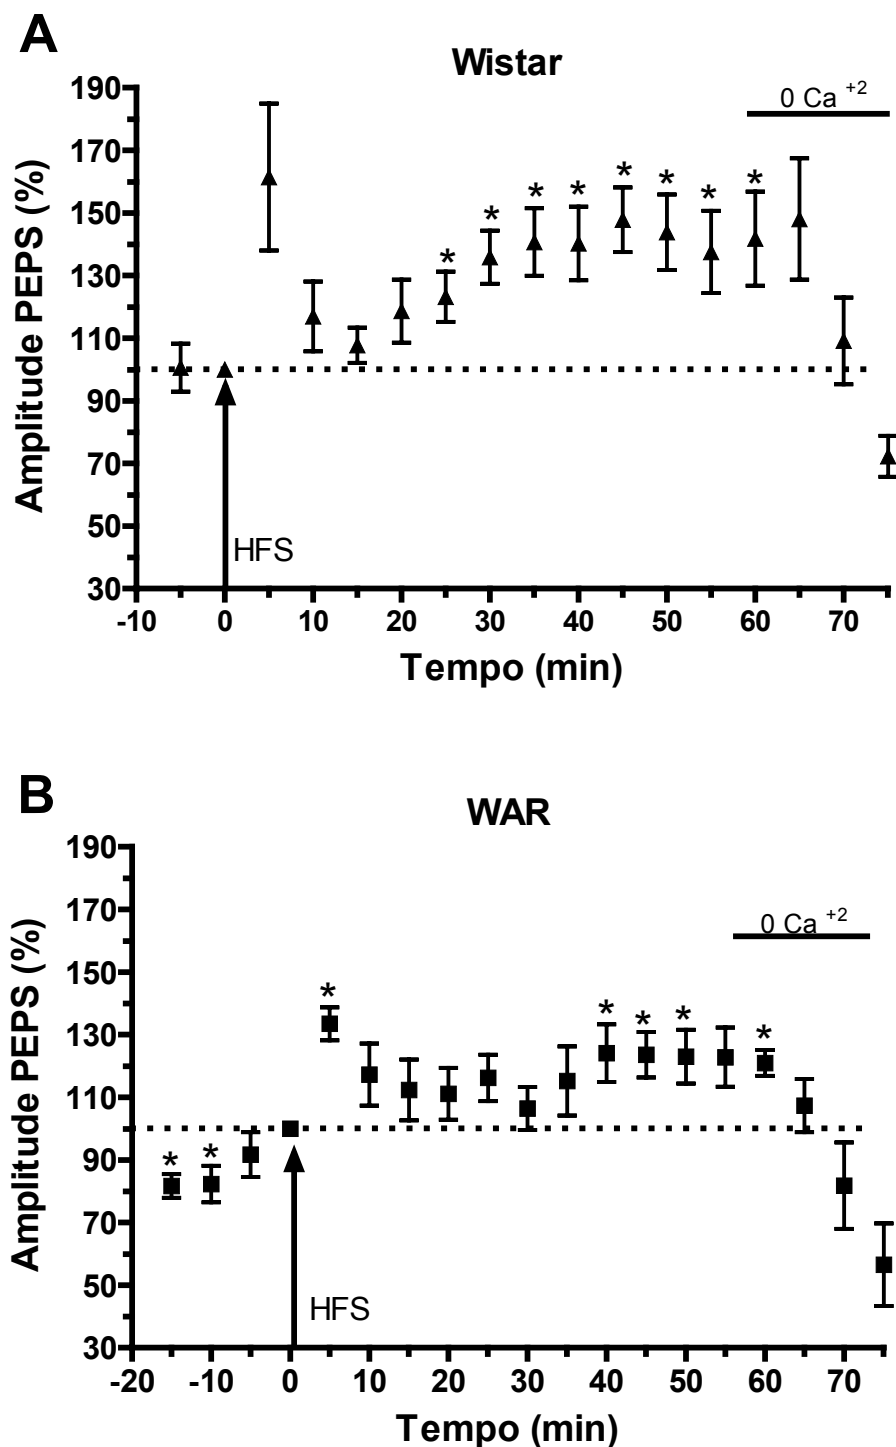 A
Wistar
190
170
150
130
110
90
70
50
30
Amplitude PEPS (%)
0 Ca +2
* * * * * * * *
HFS
-10 0 10 20 30 40 50 60 70
Tempo (min)
B
WAR
190
170
150
130
110
90
70
50
30
Amplitude PEPS (%)
0 Ca +2
* * * * * * *
HFS
-20 -10 0 10 20 30 40 50 60 70
Tempo (min)